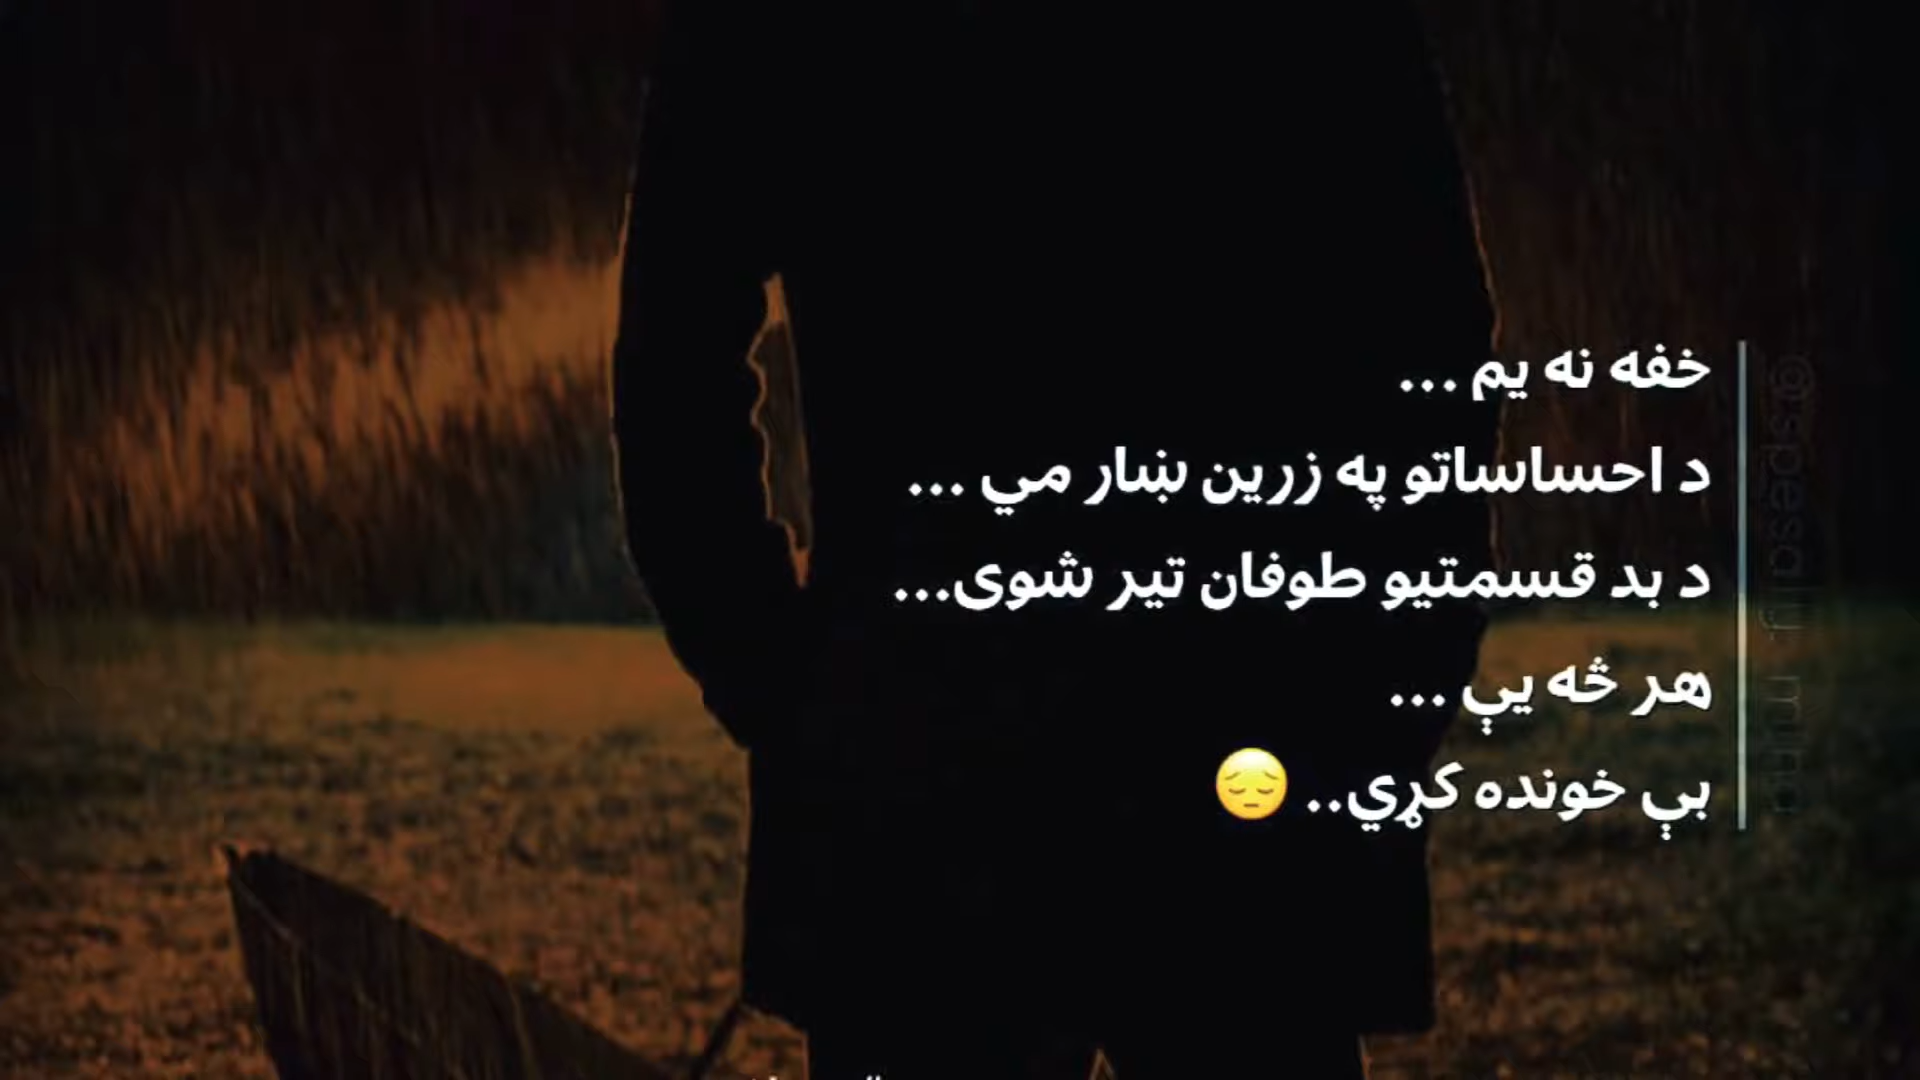 خفه نه یم ...
د احساساتو په زرین ښار مي ...
د بد قسمتیو طوفان تیر شوی...
هر څه یې ...
بې خونده کړي.. 😔